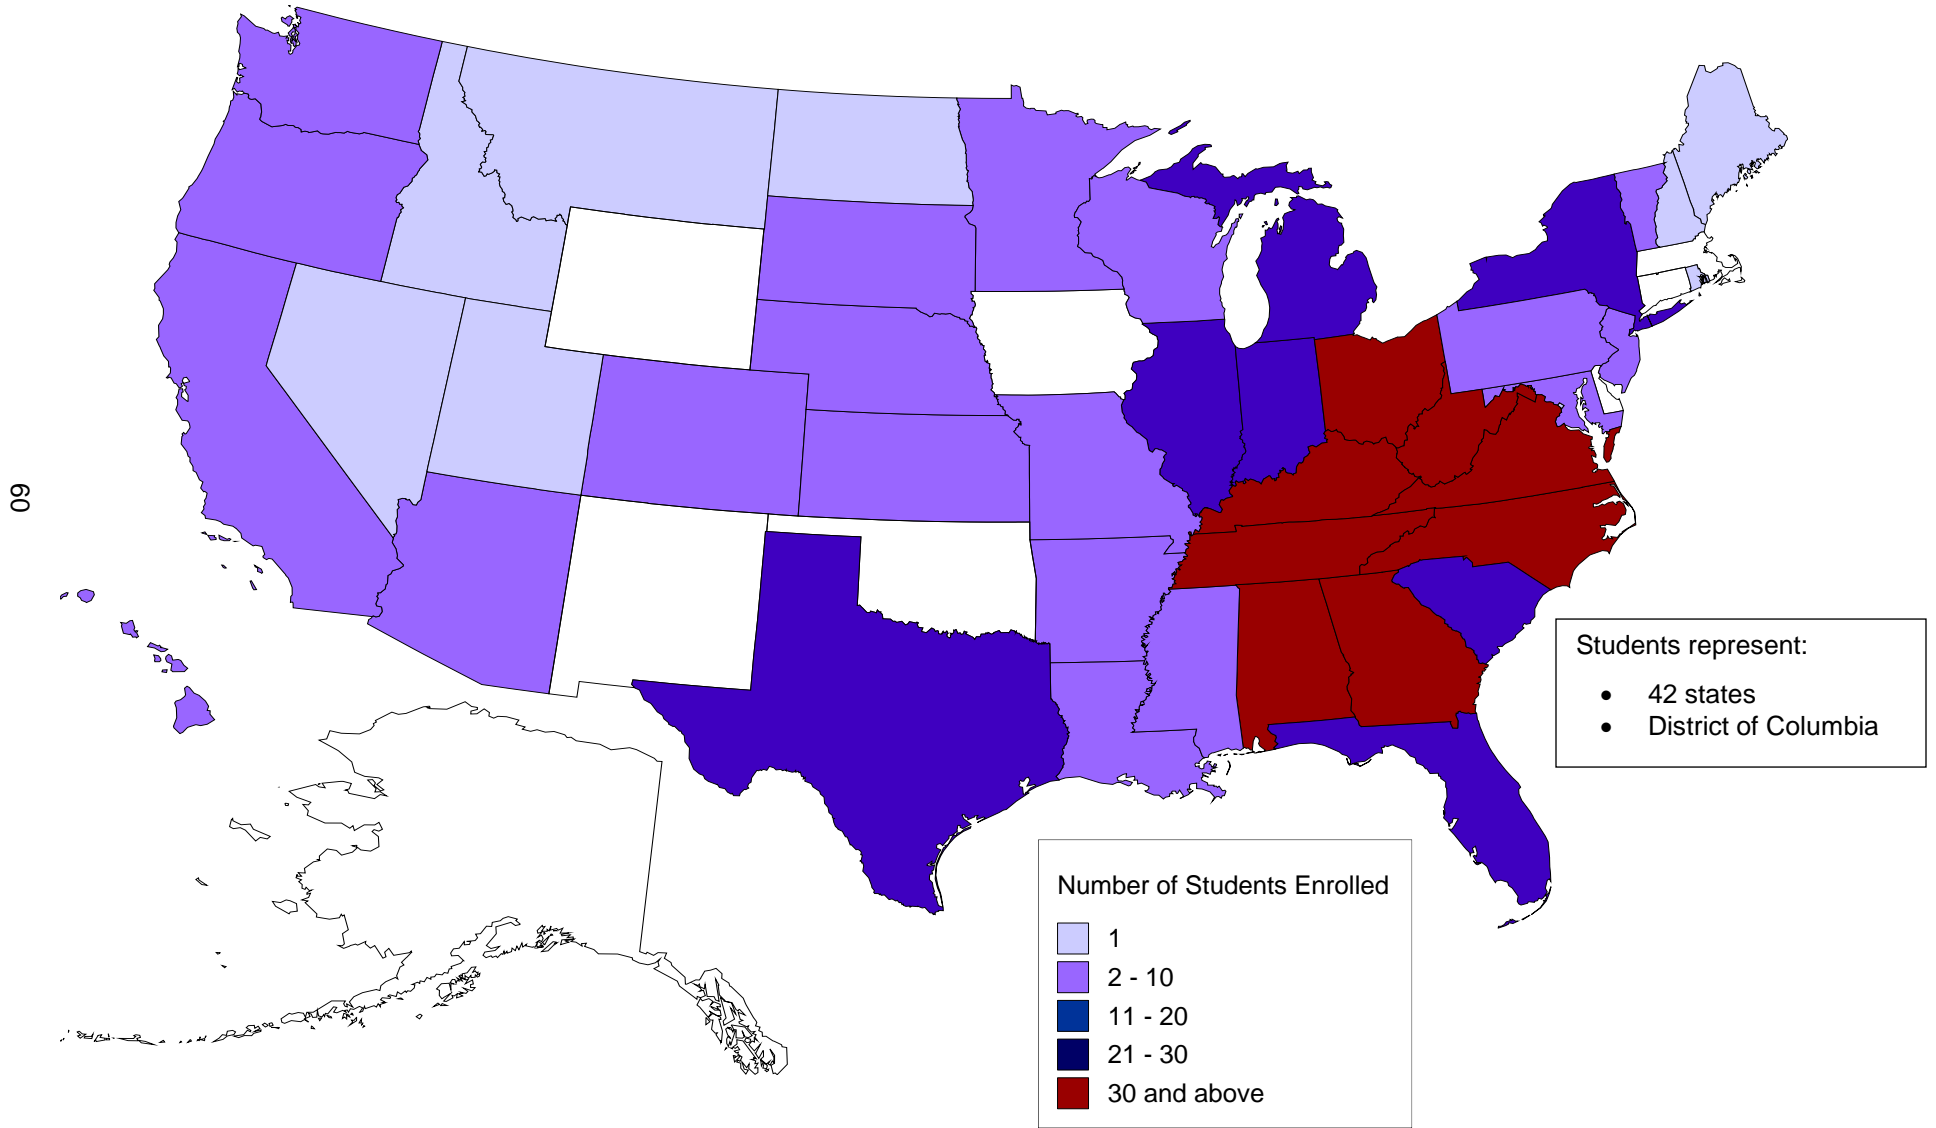 60
Students represent:
• 42 states
• District of Columbia
Number of Students Enrolled
1
2 - 10
11 - 20
21 - 30
30 and above